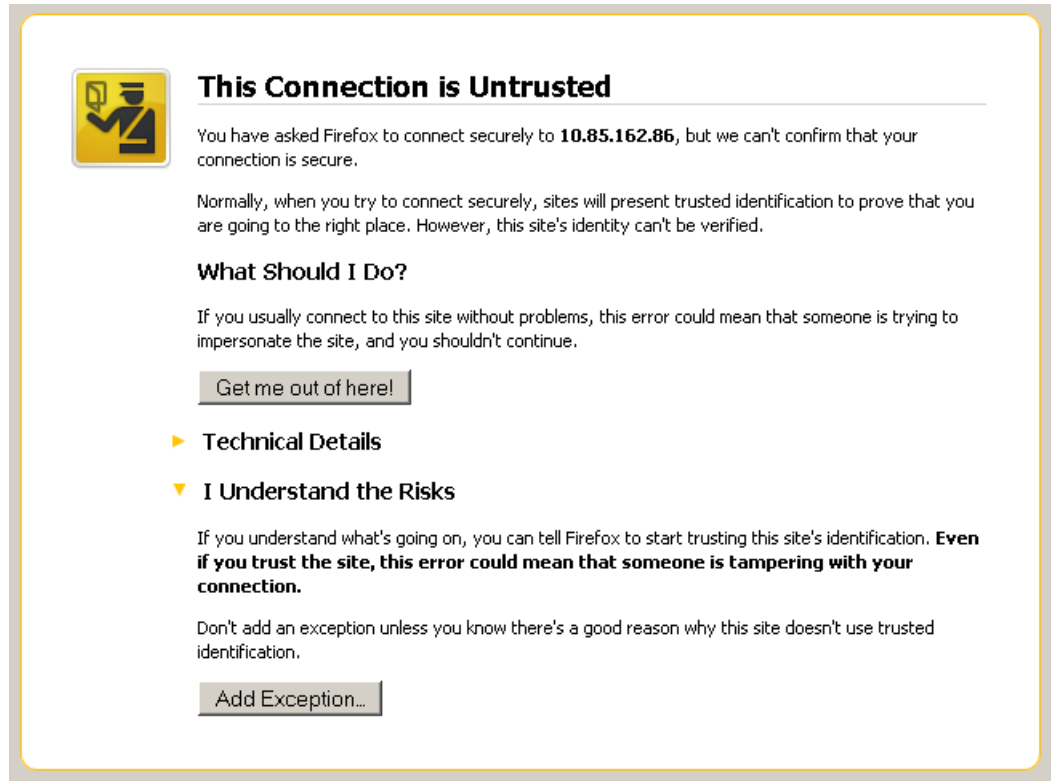 This Connection is Untrusted
You have asked Firefox to connect securely to 10.85.162.86, but we can't confirm that your
connection is secure.
Normally, when you try to connect securely, sites will present trusted identification to prove that you
are going to the right place. However, this site's identity can't be verified.
What Should I Do?
If you usually connect to this site without problems, this error could mean that someone is trying to
impersonate the site, and you shouldn't continue.
Get me out of here!
Technical Details
I Understand the Risks
If you understand what's going on, you can tell Firefox to start trusting this site's identification. Even
if you trust the site, this error could mean that someone is tampering with your
connection.
Don't add an exception unless you know there's a good reason why this site doesn't use trusted
identification.
Add Exception...